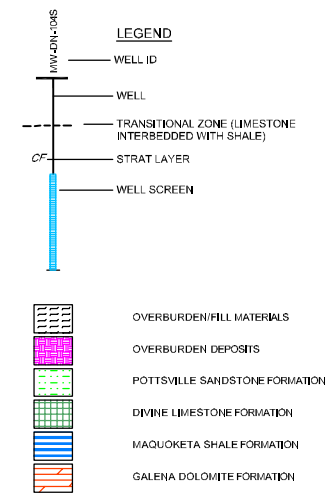 MW-DN-104S
LEGEND
WELL ID
WELL
TRANSITIONAL ZONE (LIMESTONE
INTERBEDDED WITH SHALE)
CF
STRAT LAYER
WELL SCREEN
OVERBURDEN/FILL MATERIALS
OVERBURDEN DEPOSITS
POTTSVILLE SANDSTONE FORMATION
DIVINE LIMESTONE FORMATION
MAQUOKETA SHALE FORMATION
GALENA DOLOMITE FORMATION